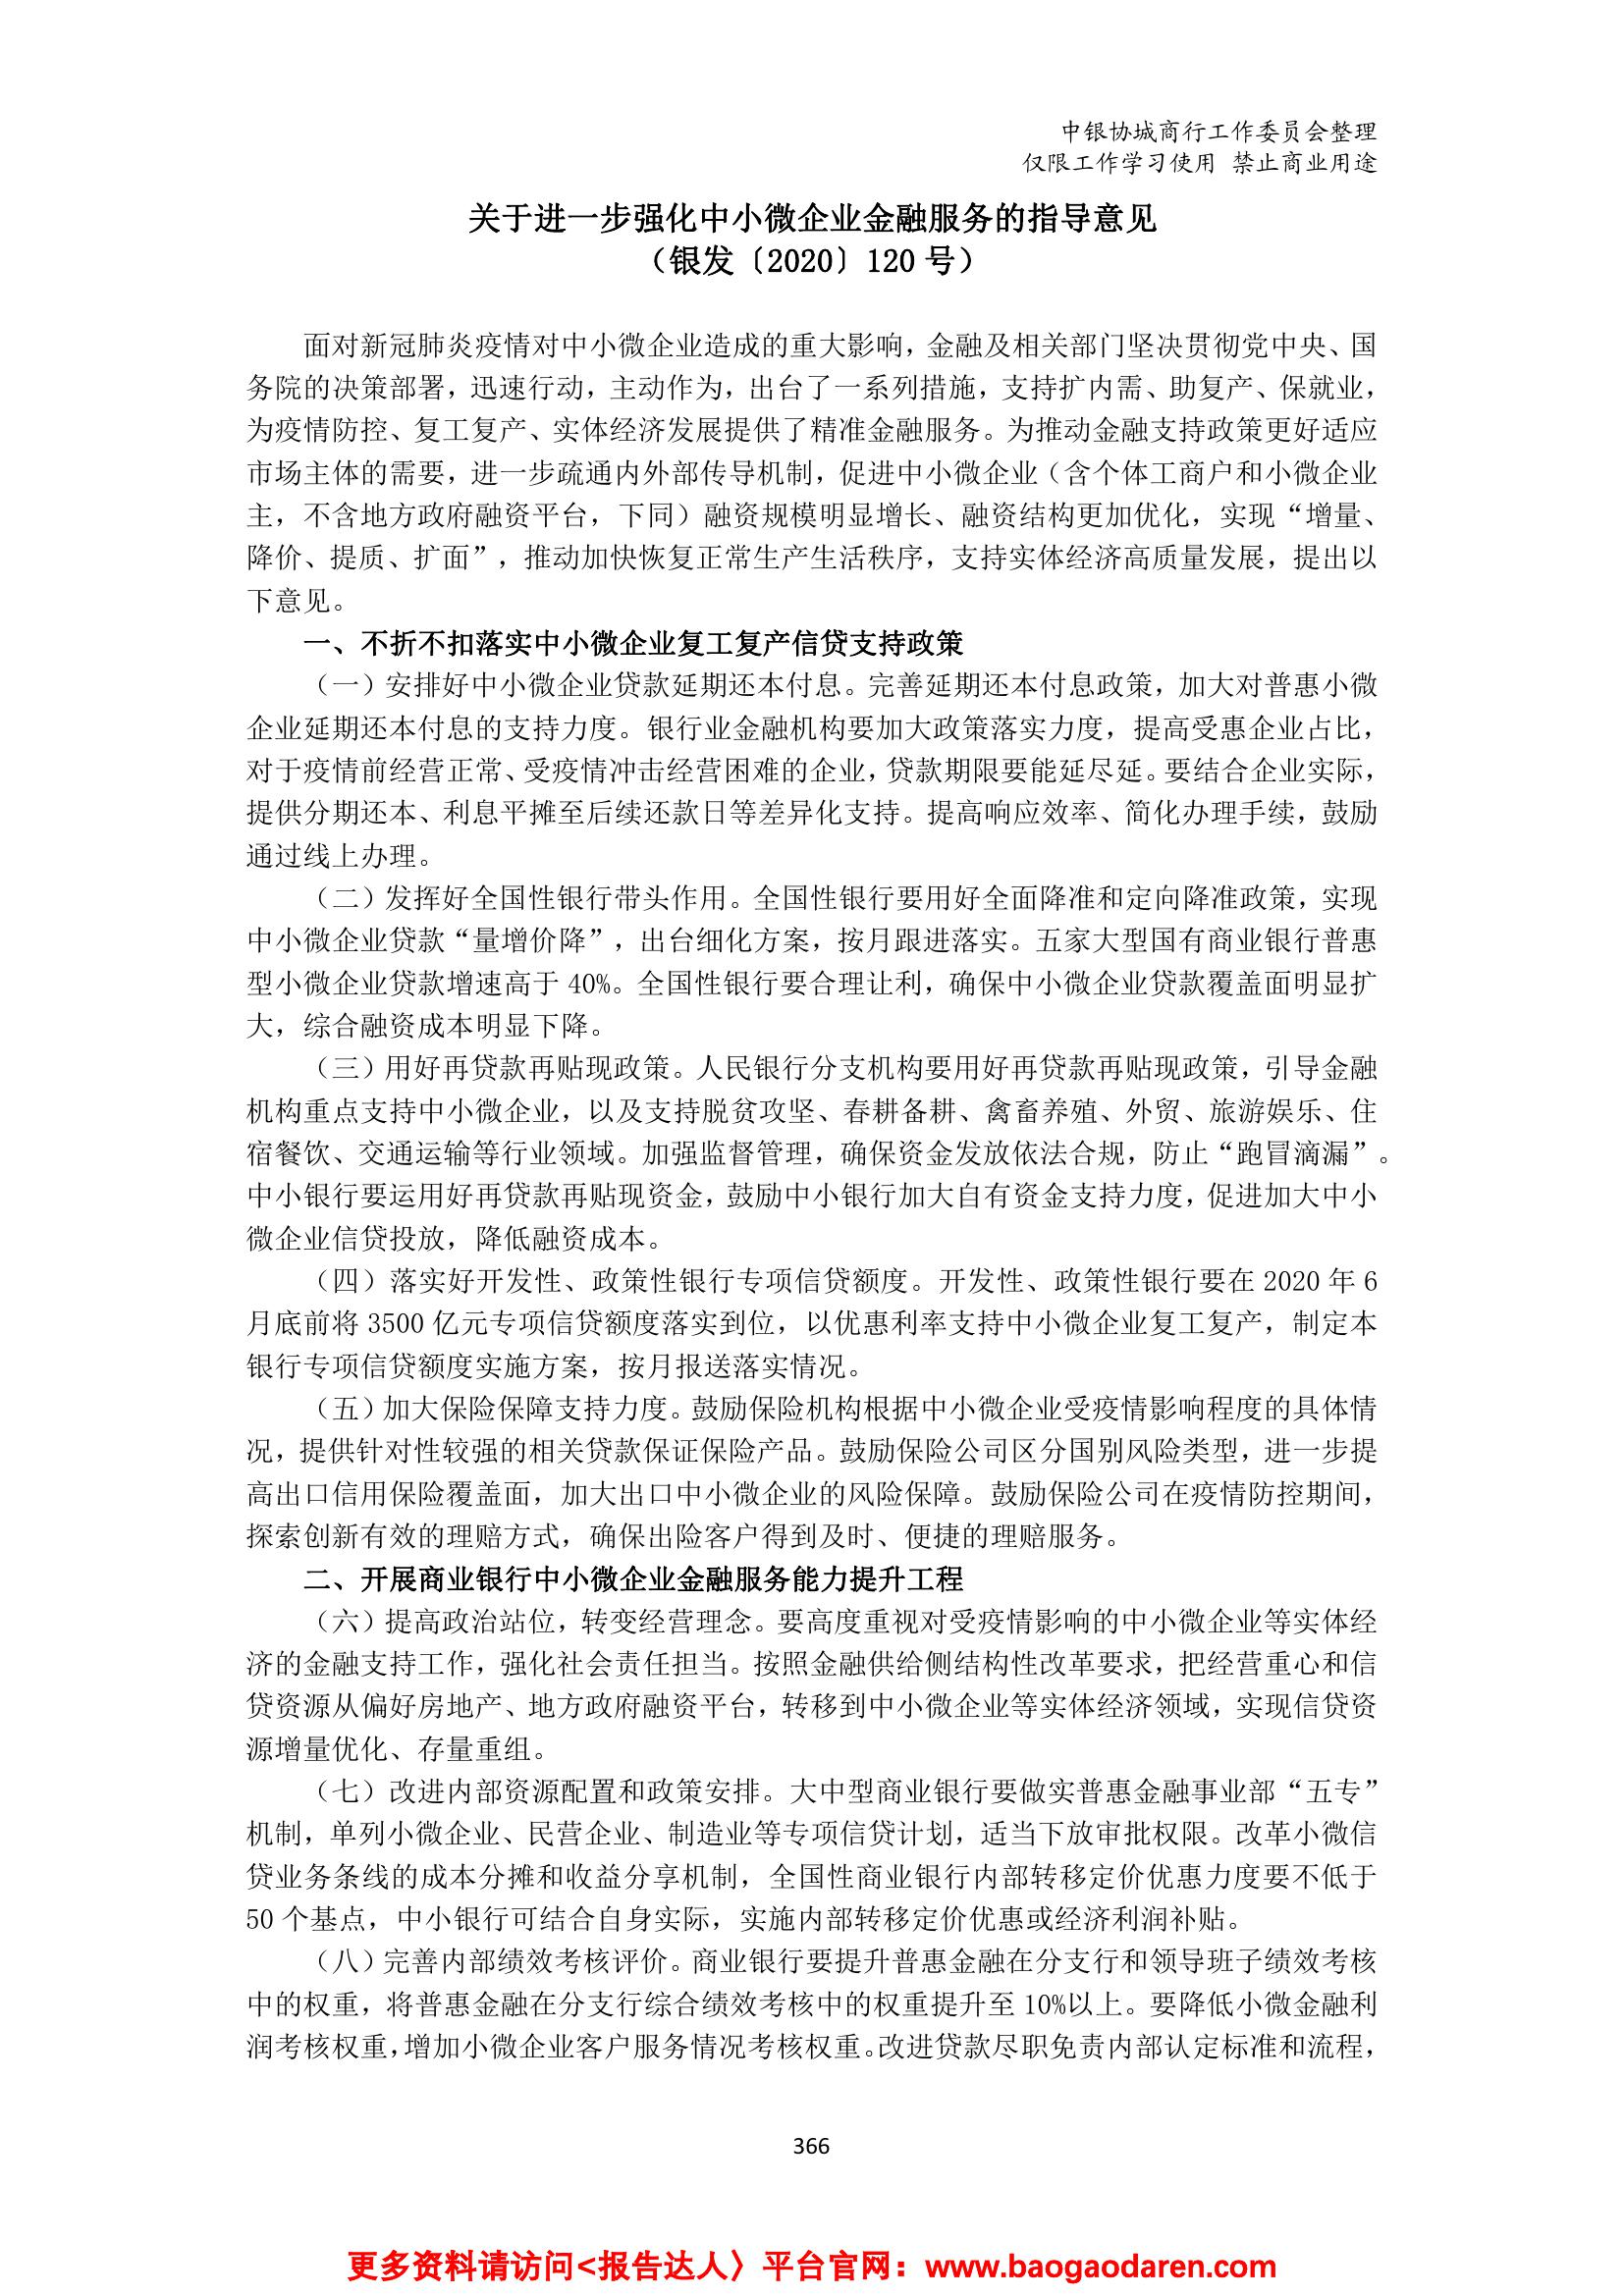 中银协城商行工作委员会整理
仅限工作学习使用 禁止商业用途
关于进一步强化中小微企业金融服务的指导意见
（银发〔2020〕120 号）
面对新冠肺炎疫情对中小微企业造成的重大影响，金融及相关部门坚决贯彻党中央、国
务院的决策部署，迅速行动，主动作为，出台了一系列措施，支持扩内需、助复产、保就业，
为疫情防控、复工复产、实体经济发展提供了精准金融服务。为推动金融支持政策更好适应
市场主体的需要，进一步疏通内外部传导机制，促进中小微企业（含个体工商户和小微企业
主，不含地方政府融资平台，下同）融资规模明显增长、融资结构更加优化，实现“增量、
降价、提质、扩面”，推动加快恢复正常生产生活秩序，支持实体经济高质量发展，提出以
下意见。
一、不折不扣落实中小微企业复工复产信贷支持政策
（一）安排好中小微企业贷款延期还本付息。完善延期还本付息政策，加大对普惠小微
企业延期还本付息的支持力度。银行业金融机构要加大政策落实力度，提高受惠企业占比，
对于疫情前经营正常、受疫情冲击经营困难的企业，贷款期限要能延尽延。要结合企业实际，
提供分期还本、利息平摊至后续还款日等差异化支持。提高响应效率、简化办理手续，鼓励
通过线上办理。
（二）发挥好全国性银行带头作用。全国性银行要用好全面降准和定向降准政策，实现
中小微企业贷款“量增价降”，出台细化方案，按月跟进落实。五家大型国有商业银行普惠
型小微企业贷款增速高于 40%。全国性银行要合理让利，确保中小微企业贷款覆盖面明显扩
大，综合融资成本明显下降。
（三）用好再贷款再贴现政策。人民银行分支机构要用好再贷款再贴现政策，引导金融
机构重点支持中小微企业，以及支持脱贫攻坚、春耕备耕、禽畜养殖、外贸、旅游娱乐、住
宿餐饮、交通运输等行业领域。加强监督管理，确保资金发放依法合规，防止“跑冒滴漏”。
中小银行要运用好再贷款再贴现资金，鼓励中小银行加大自有资金支持力度，促进加大中小
微企业信贷投放，降低融资成本。
（四）落实好开发性、政策性银行专项信贷额度。开发性、政策性银行要在 2020 年 6
月底前将 3500 亿元专项信贷额度落实到位，以优惠利率支持中小微企业复工复产，制定本
银行专项信贷额度实施方案，按月报送落实情况。
（五）加大保险保障支持力度。鼓励保险机构根据中小微企业受疫情影响程度的具体情
况，提供针对性较强的相关贷款保证保险产品。鼓励保险公司区分国别风险类型，进一步提
高出口信用保险覆盖面，加大出口中小微企业的风险保障。鼓励保险公司在疫情防控期间，
探索创新有效的理赔方式，确保出险客户得到及时、便捷的理赔服务。
二、开展商业银行中小微企业金融服务能力提升工程
（六）提高政治站位，转变经营理念。要高度重视对受疫情影响的中小微企业等实体经
济的金融支持工作，强化社会责任担当。按照金融供给侧结构性改革要求，把经营重心和信
贷资源从偏好房地产、地方政府融资平台，转移到中小微企业等实体经济领域，实现信贷资
源增量优化、存量重组。
（七）改进内部资源配置和政策安排。大中型商业银行要做实普惠金融事业部“五专”
机制，单列小微企业、民营企业、制造业等专项信贷计划，适当下放审批权限。改革小微信
贷业务条线的成本分摊和收益分享机制，全国性商业银行内部转移定价优惠力度要不低于
50 个基点，中小银行可结合自身实际，实施内部转移定价优惠或经济利润补贴。
（八）完善内部绩效考核评价。商业银行要提升普惠金融在分支行和领导班子绩效考核
中的权重，将普惠金融在分支行综合绩效考核中的权重提升至 10%以上。要降低小微金融利
润考核权重，增加小微企业客户服务情况考核权重。改进贷款尽职免责内部认定标准和流程，
366
更多资料请访问<报告达人〉平台官网：www.baogaodaren.com